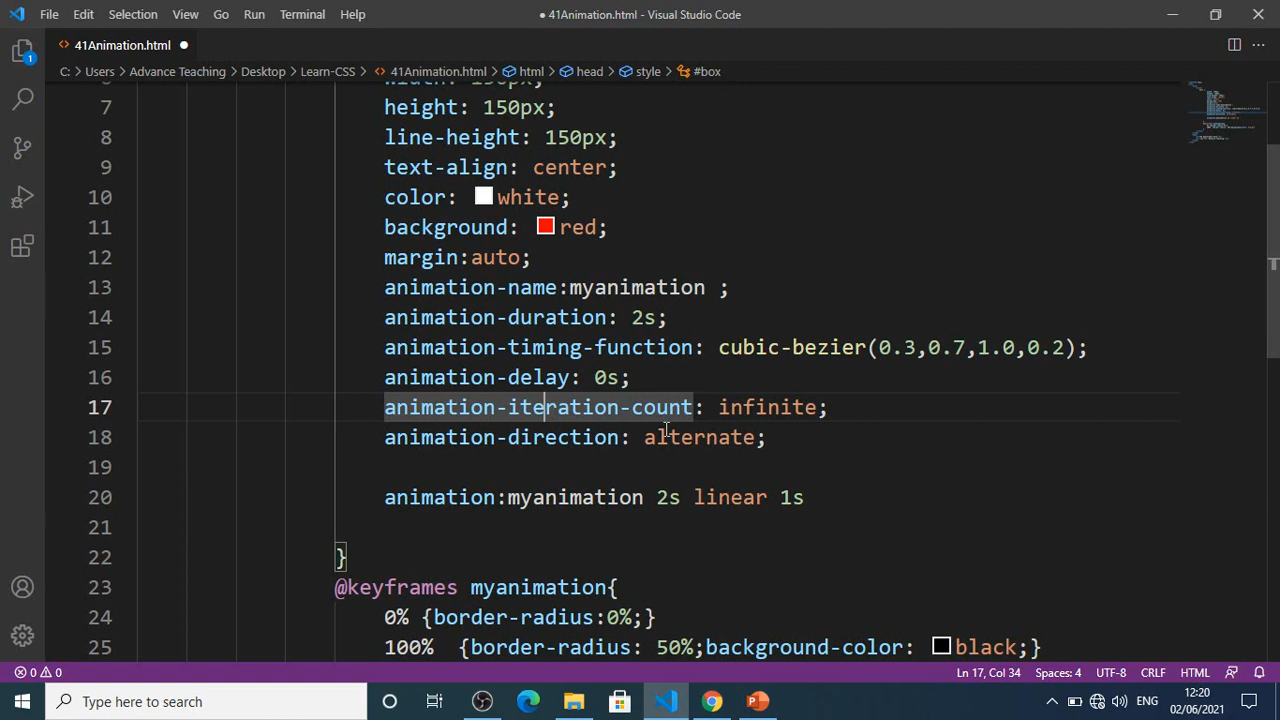 File Edit Selection View Go Run Terminal Help
● 41Animation.html - Visual Studio Code
41Animation.html ●
C: > Users > Advance Teaching > Desktop > Learn-CSS > 41Animation.html > html > head > style > #box
width: 150px;
7 height: 150px;
8 line-height: 150px;
9 text-align: center;
10 color: white;
11 background: red;
12 margin:auto;
13 animation-name:myanimation ;
14 animation-duration: 2s;
15 animation-timing-function: cubic-bezier(0.3,0.7,1.0,0.2);
16 animation-delay: 0s;
17 animation-iteration-count: infinite;
18 animation-direction: alternate;
19
20 animation:myanimation 2s linear 1s
21
22 }
23 @keyframes myanimation{
24 0% {border-radius:0%;}
25 100%  {border-radius: 50%;background-color: black;}
1
0 0
Ln 17, Col 34 Spaces: 4 UTF-8 CRLF HTML
Type here to search
ENG
12:20
02/06/2021